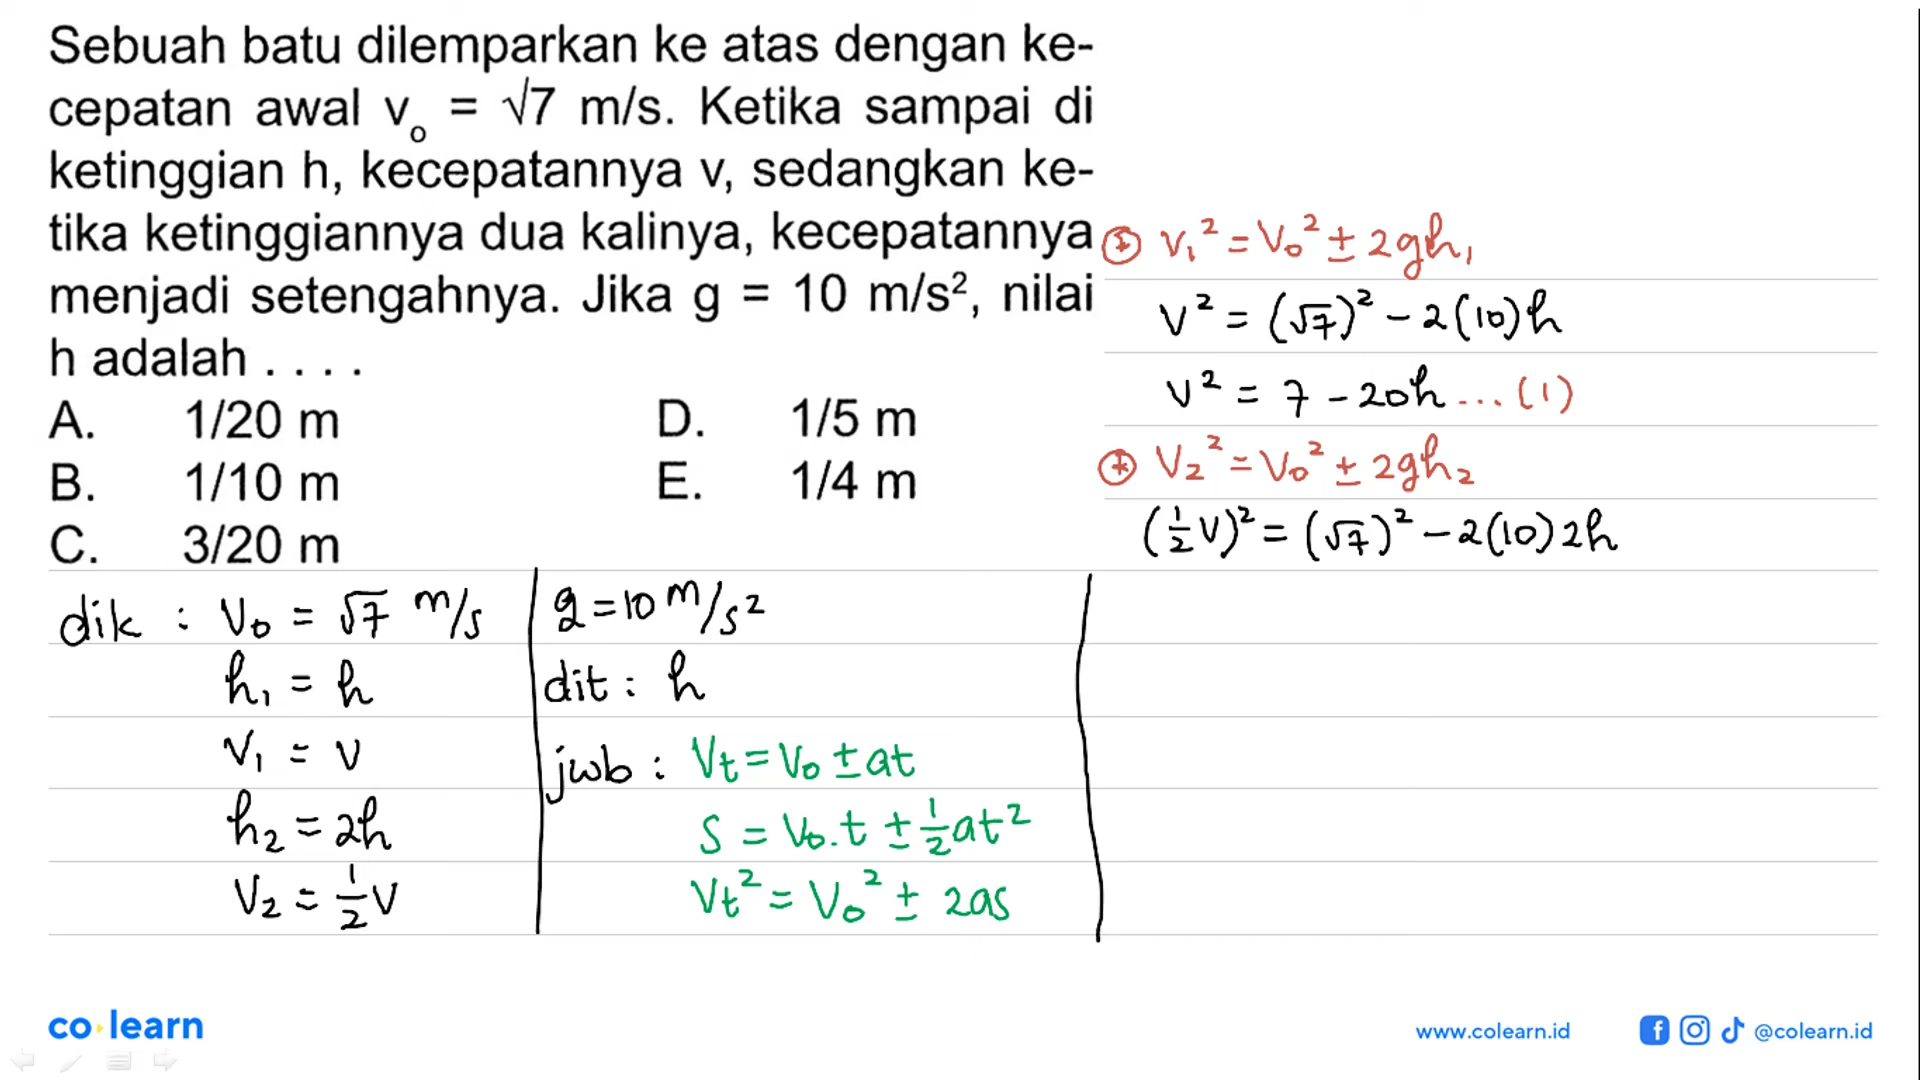 Sebuah batu dilemparkan ke atas dengan ke-
cepatan awal v₀ = √7 m/s. Ketika sampai di
ketinggian h, kecepatannya v, sedangkan ke-
tika ketinggiannya dua kalinya, kecepatannya
menjadi setengahnya. Jika g = 10 m/s², nilai
h adalah . . . .
A. 1/20 m
B. 1/10 m
C. 3/20 m
D. 1/5 m
E. 1/4 m
dik : V₀ = √7 m/s
h₁ = h
V₁ = V
h₂ = 2h
V₂ = ½V
g = 10 m/s²
dit : h
jwb : Vt = V₀ ± at
S = V₀.t ± ½at²
Vt² = V₀² ± 2as
* V₁² = V₀² ± 2gh₁
V² = (√7)² - 2(10)h
V² = 7 - 20h ... (1)
* V₂² = V₀² ± 2gh₂
(½V)² = (√7)² - 2(10)2h
co learn
www.colearn.id
@colearn.id